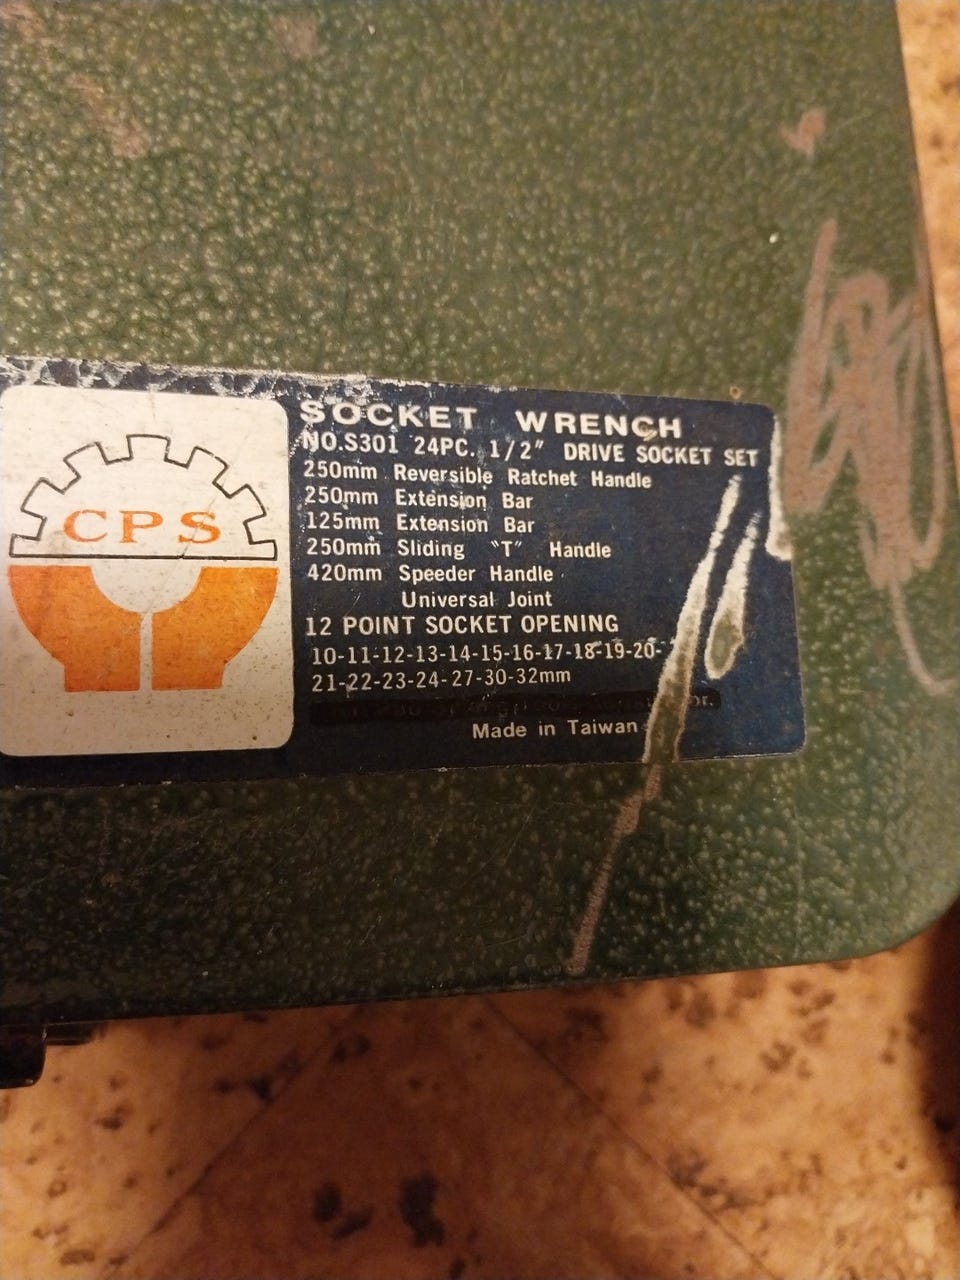 CPS
SOCKET WRENCH
NO.S301 24PC. 1/2" DRIVE SOCKET SET
250mm Reversible Ratchet Handle
250mm Extension Bar
125mm Extension Bar
250mm Sliding "T" Handle
420mm Speeder Handle
Universal Joint
12 POINT SOCKET OPENING
10-11-12-13-14-15-16-17-18-19-20-
21-22-23-24-27-30-32mm
Made in Taiwan